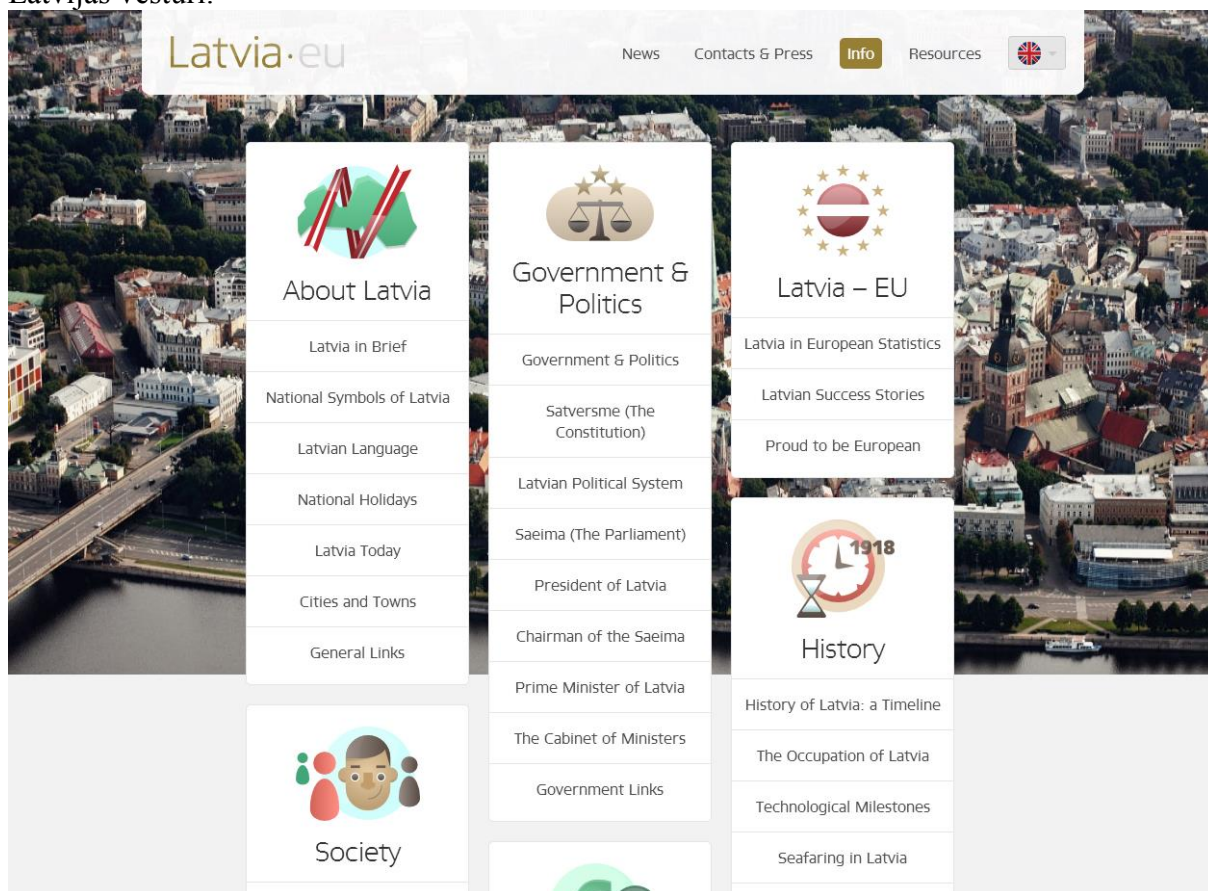 Latvijas vēsturi.
Latvia·eu
News
Contacts & Press
Info
Resources
About Latvia
Latvia in Brief
National Symbols of Latvia
Latvian Language
National Holidays
Latvia Today
Cities and Towns
General Links
Society
Government &
Politics
Government & Politics
Satversme (The
Constitution)
Latvian Political System
Saeima (The Parliament)
President of Latvia
Chairman of the Saeima
Prime Minister of Latvia
The Cabinet of Ministers
Government Links
Latvia – EU
Latvia in European Statistics
Latvian Success Stories
Proud to be European
1918
History
History of Latvia: a Timeline
The Occupation of Latvia
Technological Milestones
Seafaring in Latvia